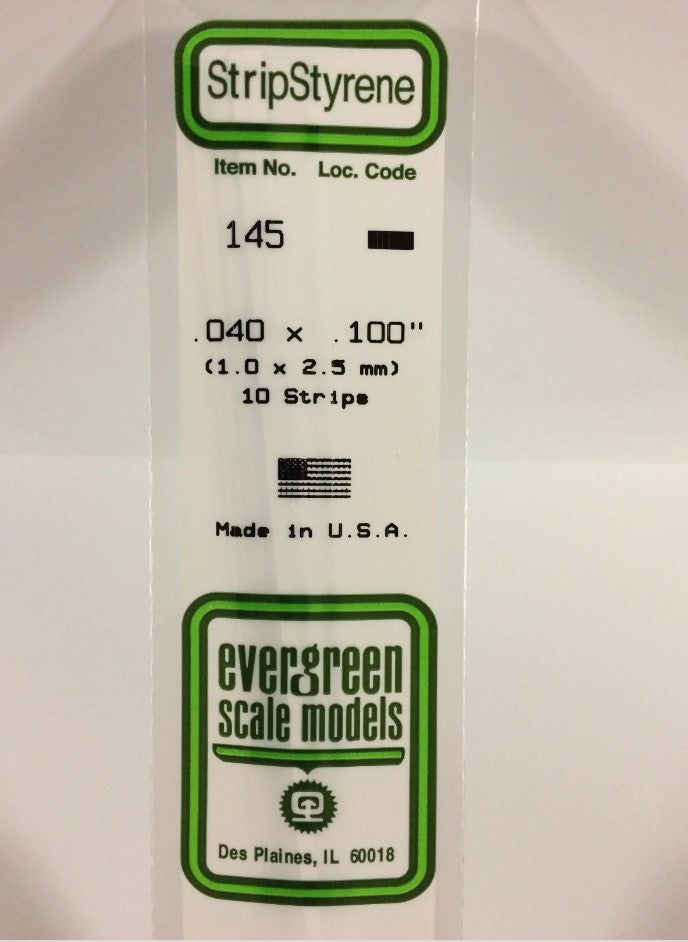 StripStyrene
Item No. Loc. Code
145
.040 x .100"
(1.0 x 2.5 mm)
10 Strips
Made in U.S.A.
evergreen
scale models
Des Plaines, IL 60018